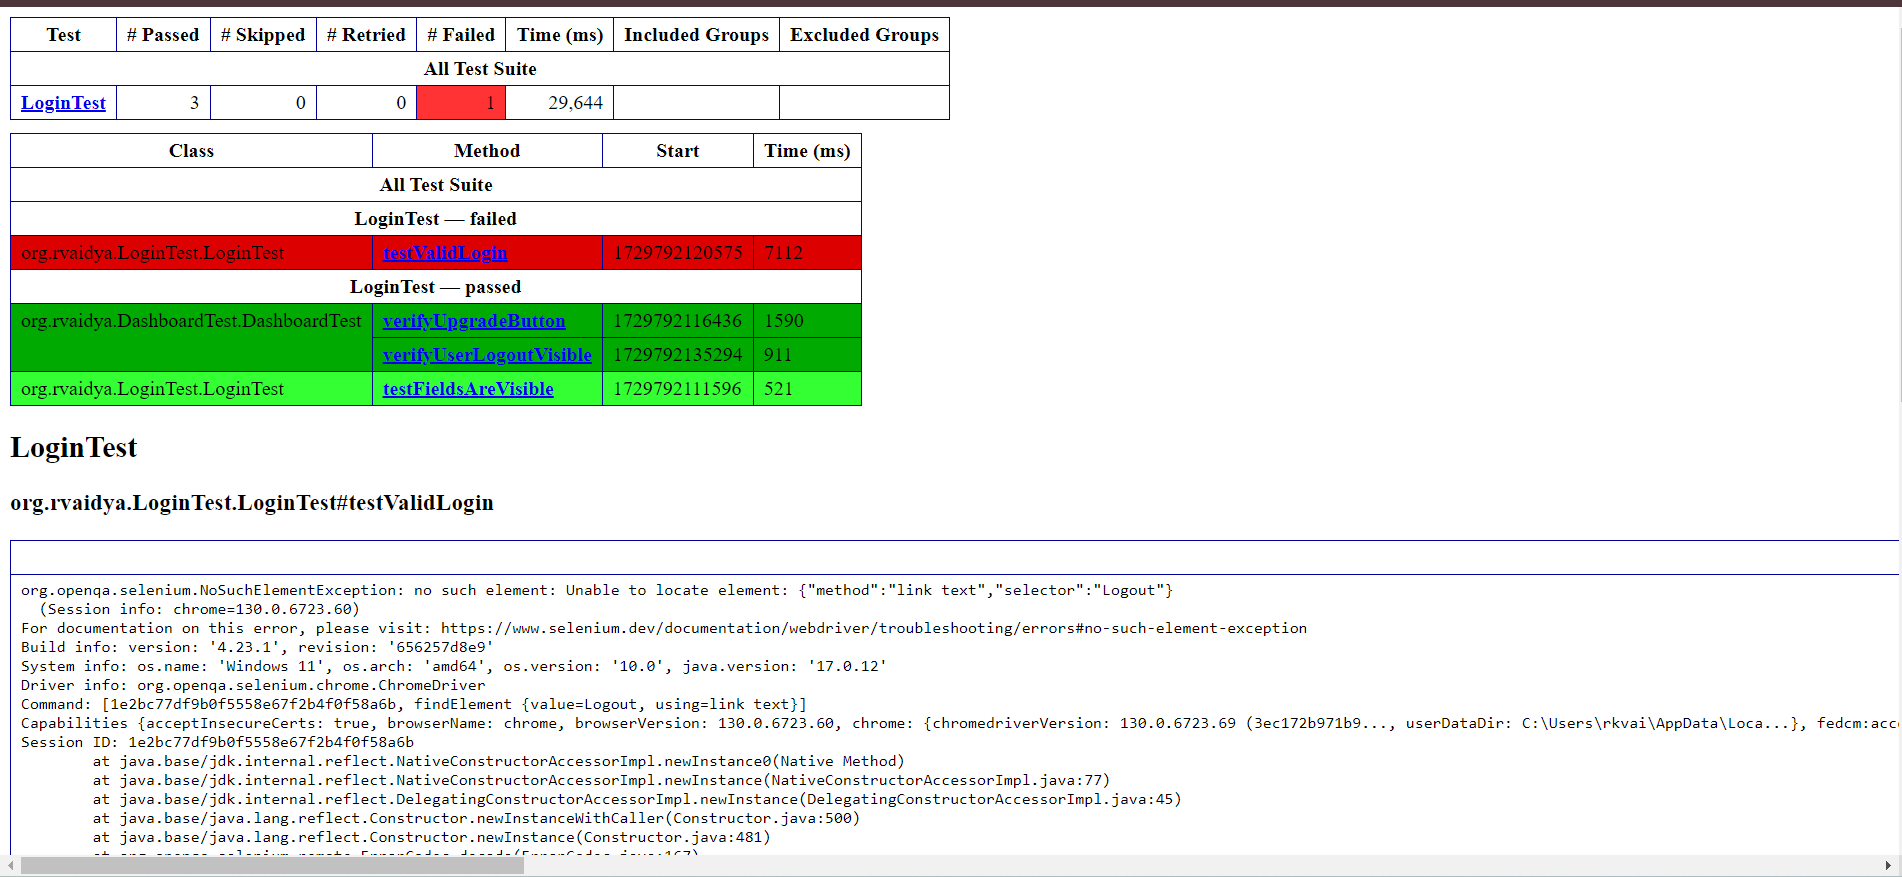 Test # Passed # Skipped # Retried # Failed Time (ms) Included Groups Excluded Groups
All Test Suite
LoginTest 3 0 0 1 29,644
Class Method Start Time (ms)
All Test Suite
LoginTest — failed
org.rvaidya.LoginTest.LoginTest testValidLogin 1729792120575 7112
LoginTest — passed
org.rvaidya.DashboardTest.DashboardTest verifyUpgradeButton 1729792116436 1590
verifyUserLogoutVisible 1729792135294 911
org.rvaidya.LoginTest.LoginTest testFieldsAreVisible 1729792111596 521
LoginTest
org.rvaidya.LoginTest.LoginTest#testValidLogin
org.openqa.selenium.NoSuchElementException: no such element: Unable to locate element: {"method":"link text","selector":"Logout"}
(Session info: chrome=130.0.6723.60)
For documentation on this error, please visit: https://www.selenium.dev/documentation/webdriver/troubleshooting/errors#no-such-element-exception
Build info: version: '4.23.1', revision: '656257d8e9'
System info: os.name: 'Windows 11', os.arch: 'amd64', os.version: '10.0', java.version: '17.0.12'
Driver info: org.openqa.selenium.chrome.ChromeDriver
Command: [1e2bc77df9b0f5558e67f2b4f0f58a6b, findElement {value=Logout, using=link text}]
Capabilities {acceptInsecureCerts: true, browserName: chrome, browserVersion: 130.0.6723.60, chrome: {chromedriverVersion: 130.0.6723.69 (3ec172b971b9..., userDataDir: C:\Users\rkvai\AppData\Loca...}, fedcm:acc
Session ID: 1e2bc77df9b0f5558e67f2b4f0f58a6b
at java.base/jdk.internal.reflect.NativeConstructorAccessorImpl.newInstance0(Native Method)
at java.base/jdk.internal.reflect.NativeConstructorAccessorImpl.newInstance(NativeConstructorAccessorImpl.java:77)
at java.base/jdk.internal.reflect.DelegatingConstructorAccessorImpl.newInstance(DelegatingConstructorAccessorImpl.java:45)
at java.base/java.lang.reflect.Constructor.newInstanceWithCaller(Constructor.java:500)
at java.base/java.lang.reflect.Constructor.newInstance(Constructor.java:481)
at org.openqa.selenium.remote.ErrorCodec.decode(ErrorCodec.java:167)